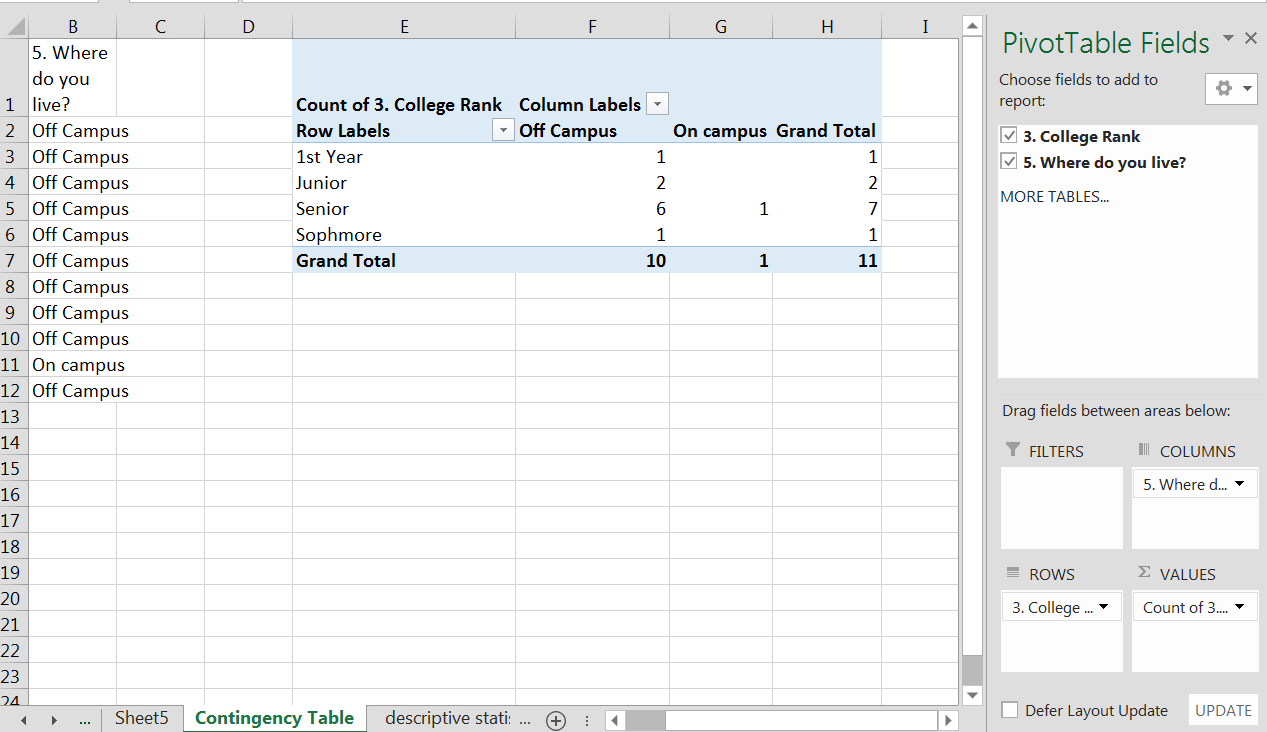 B C D E F G H I
5. Where
do you
1 live? Count of 3. College Rank Column Labels
2 Off Campus Row Labels Off Campus On campus Grand Total
3 Off Campus 1st Year 1 1
4 Off Campus Junior 2 2
5 Off Campus Senior 6 1 7
6 Off Campus Sophmore 1 1
7 Off Campus Grand Total 10 1 11
8 Off Campus
9 Off Campus
10 Off Campus
11 On campus
12 Off Campus
13
14
15
16
17
18
19
20
21
22
23
24
... Sheet5 Contingency Table descriptive stati: ...
PivotTable Fields
Choose fields to add to
report:
3. College Rank
5. Where do you live?
MORE TABLES...
Drag fields between areas below:
FILTERS COLUMNS
5. Where d...
ROWS Σ VALUES
3. College ... Count of 3....
Defer Layout Update UPDATE